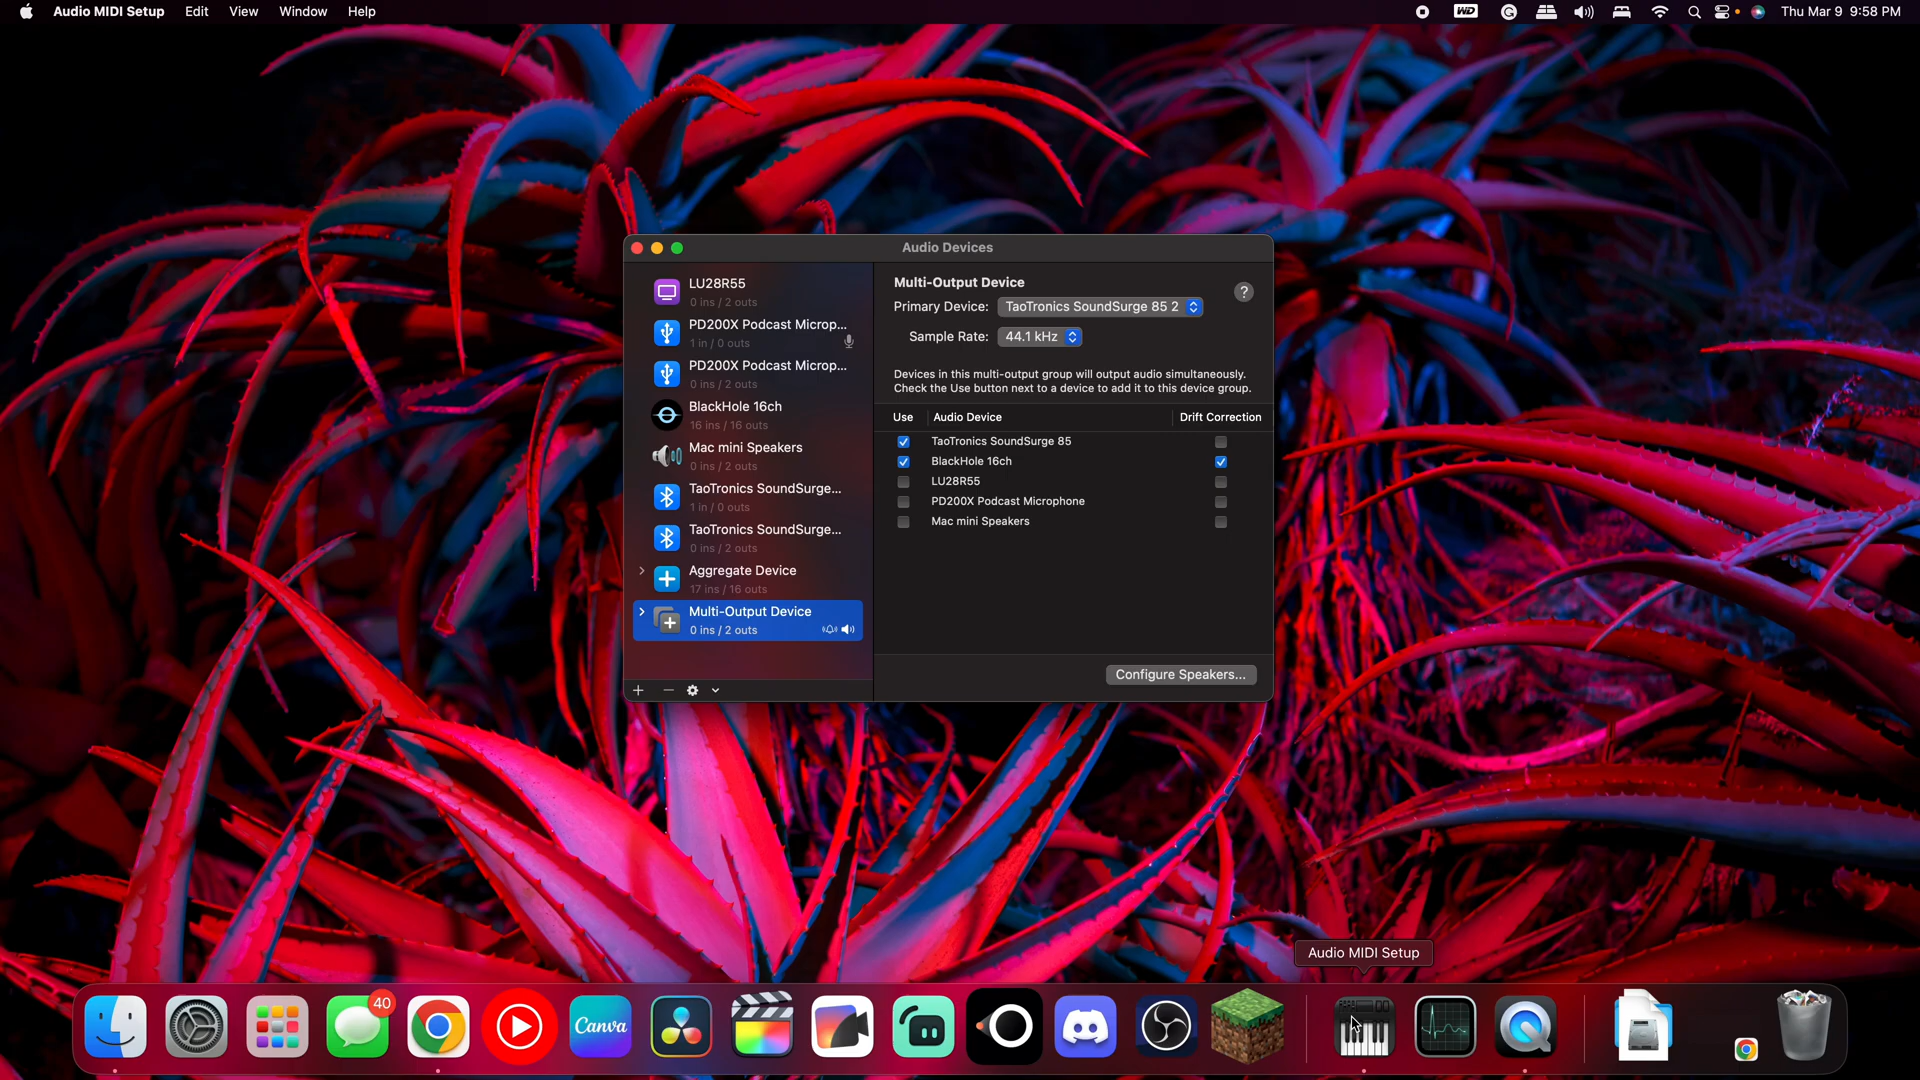 Audio MIDI Setup Edit View Window Help
WD
Thu Mar 9 9:58 PM
Audio Devices
LU28R55
0 ins / 2 outs
PD200X Podcast Microp...
1 in / 0 outs
PD200X Podcast Microp...
0 ins / 2 outs
BlackHole 16ch
16 ins / 16 outs
Mac mini Speakers
0 ins / 2 outs
TaoTronics SoundSurge...
1 in / 0 outs
TaoTronics SoundSurge...
0 ins / 2 outs
Aggregate Device
17 ins / 16 outs
Multi-Output Device
0 ins / 2 outs
Multi-Output Device
?
Primary Device: TaoTronics SoundSurge 85 2
Sample Rate: 44.1 kHz
Devices in this multi-output group will output audio simultaneously.
Check the Use button next to a device to add it to this device group.
Use Audio Device Drift Correction
TaoTronics SoundSurge 85
BlackHole 16ch
LU28R55
PD200X Podcast Microphone
Mac mini Speakers
Configure Speakers...
Audio MIDI Setup
40
Canva